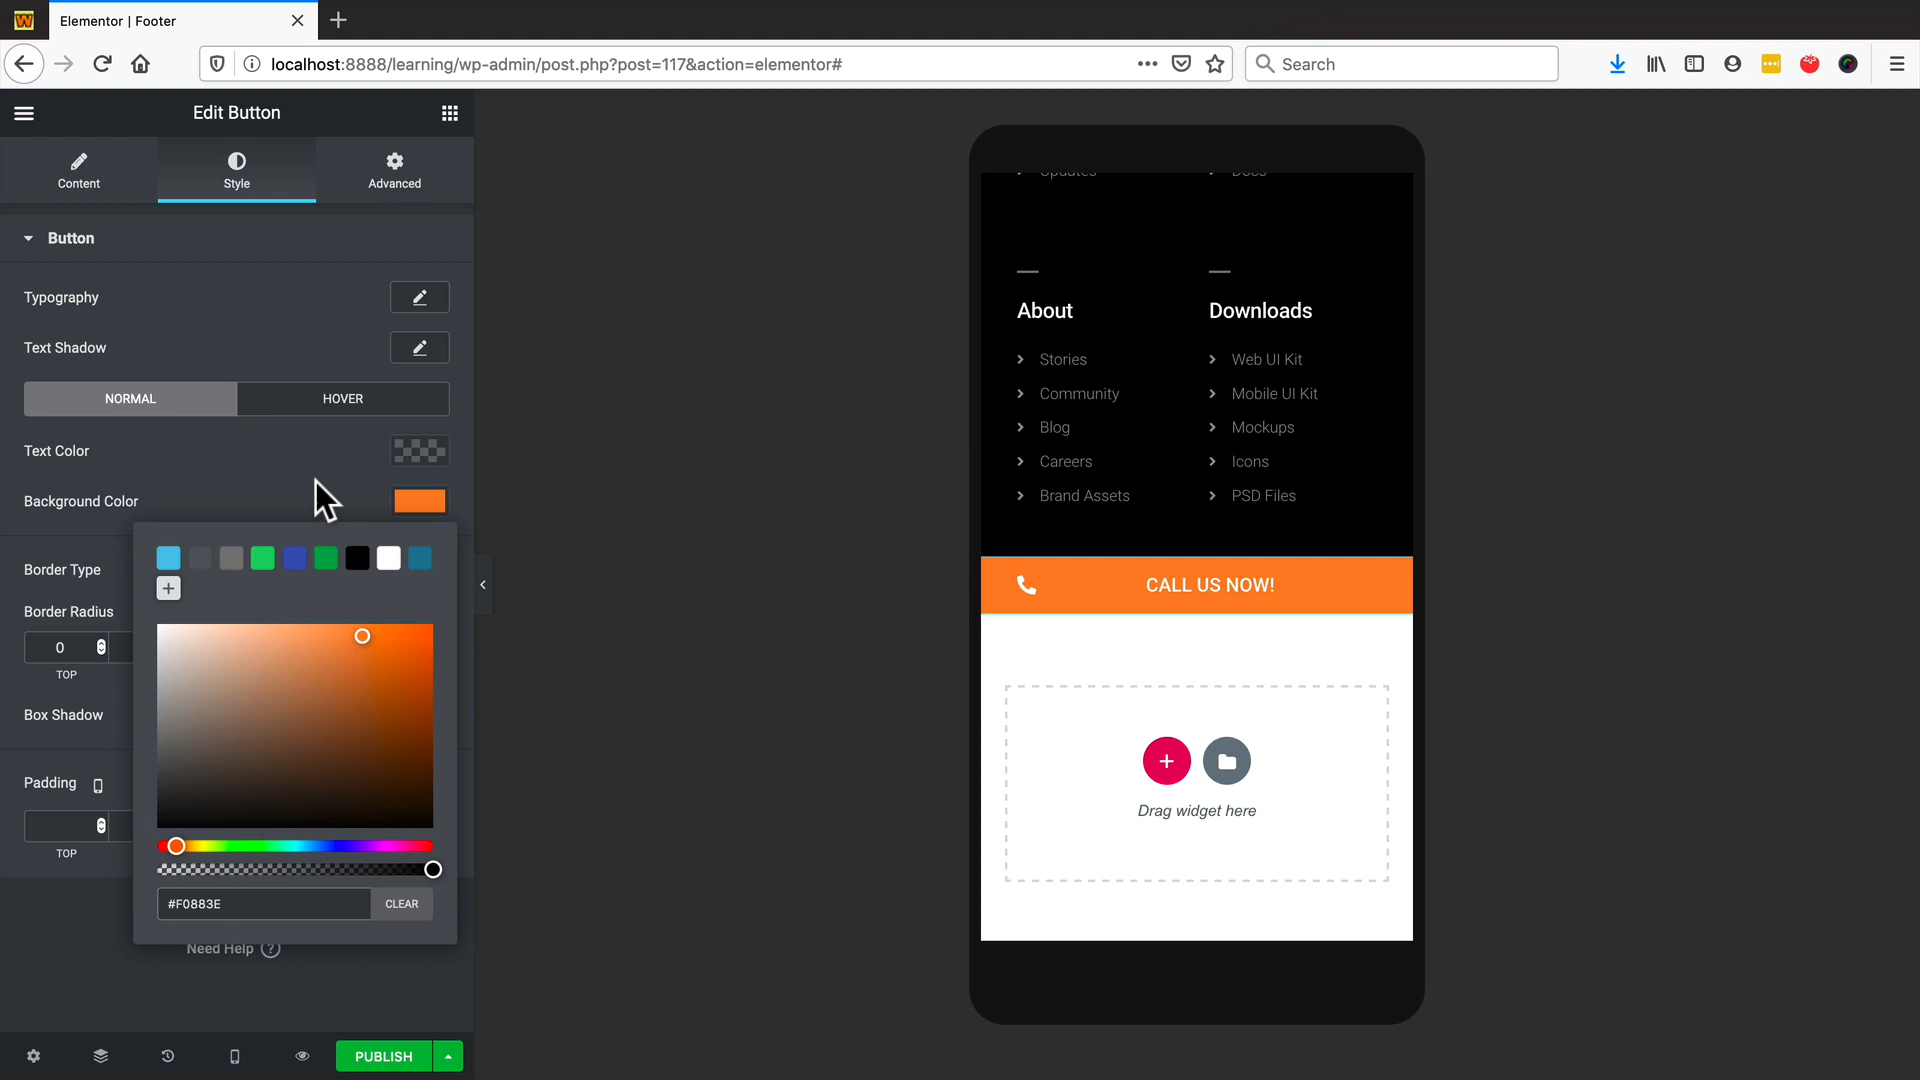 Elementor | Footer
localhost:8888/learning/wp-admin/post.php?post=117&action=elementor#
Search
Edit Button
Content
Style
Advanced
Button
Typography
Text Shadow
NORMAL
HOVER
Text Color
Background Color
Border Type
Border Radius
0
TOP
Box Shadow
Padding
TOP
#F0883E
CLEAR
Need Help
PUBLISH
Updates
Docs
About
Downloads
Stories
Web UI Kit
Community
Mobile UI Kit
Blog
Mockups
Careers
Icons
Brand Assets
PSD Files
CALL US NOW!
Drag widget here